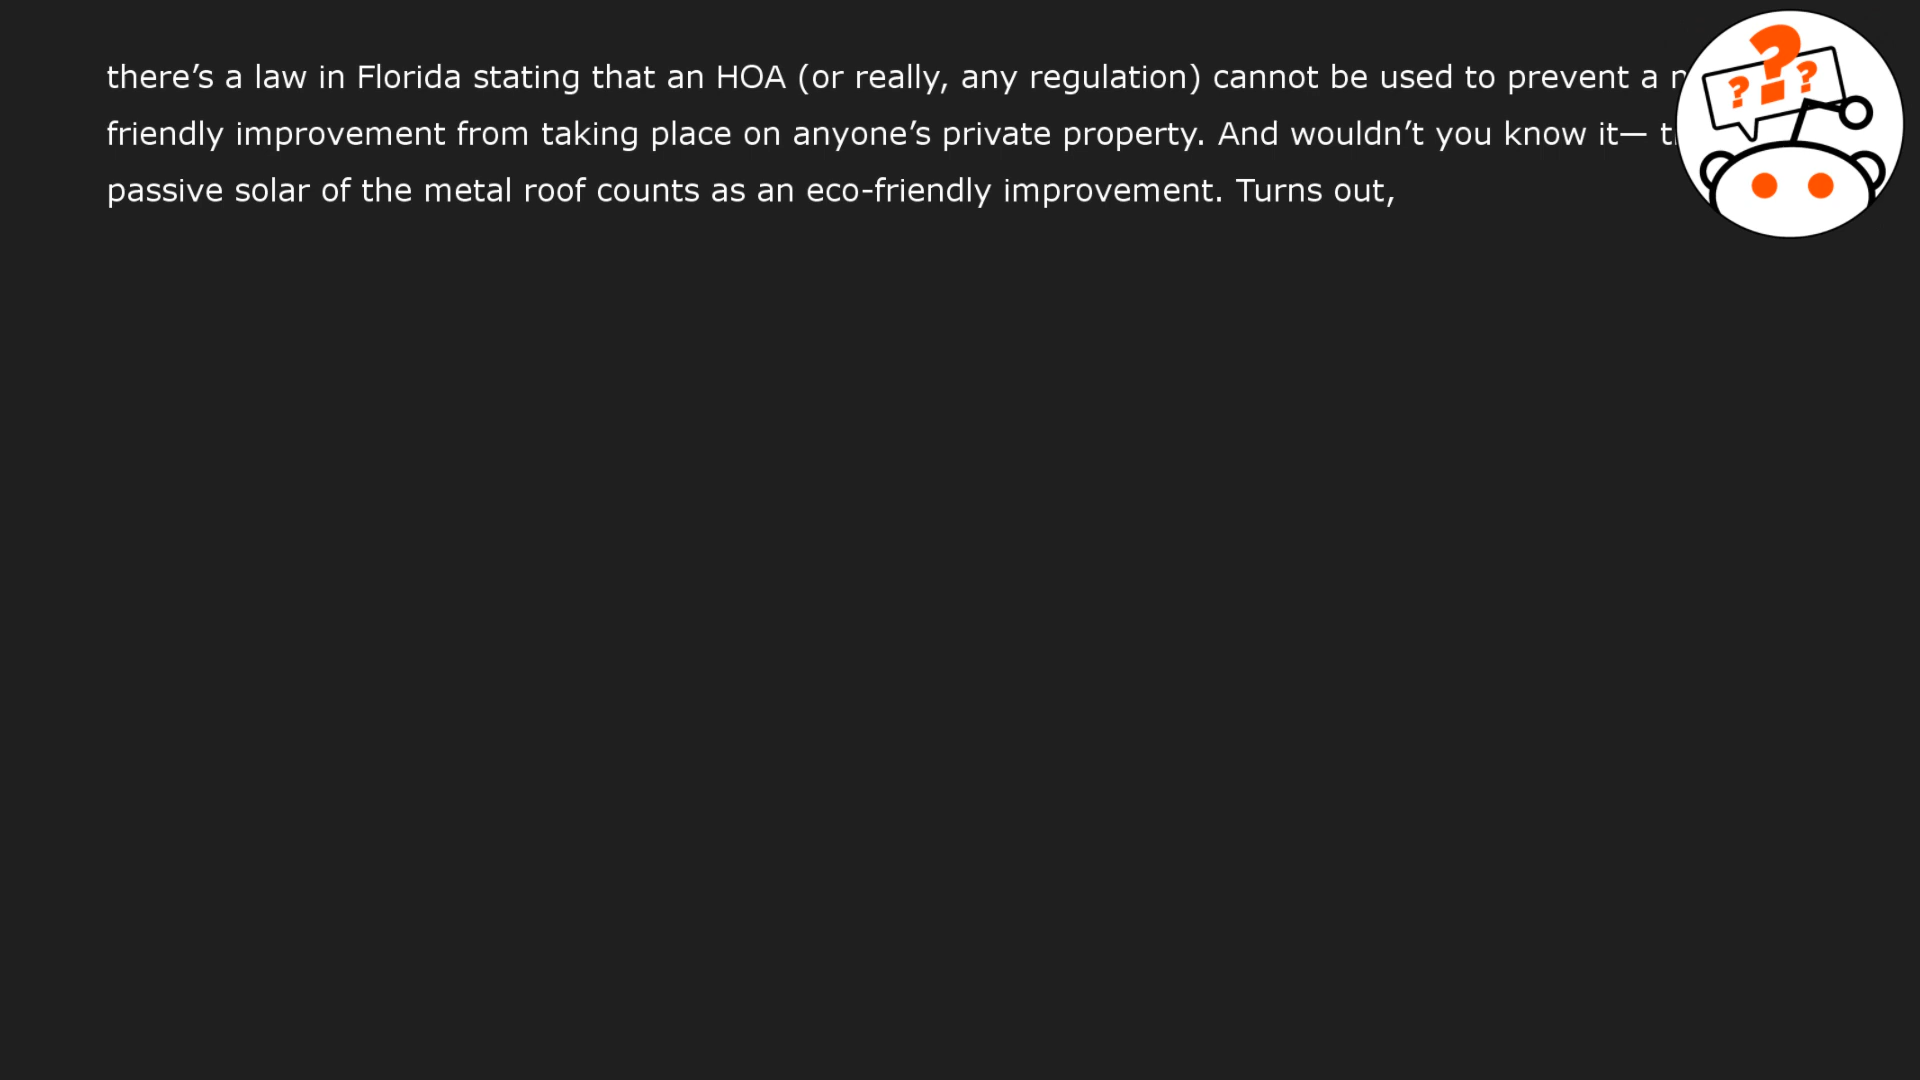 there’s a law in Florida stating that an HOA (or really, any regulation) cannot be used to prevent a
friendly improvement from taking place on anyone’s private property. And wouldn’t you know it—
passive solar of the metal roof counts as an eco-friendly improvement. Turns out,
? ? ?